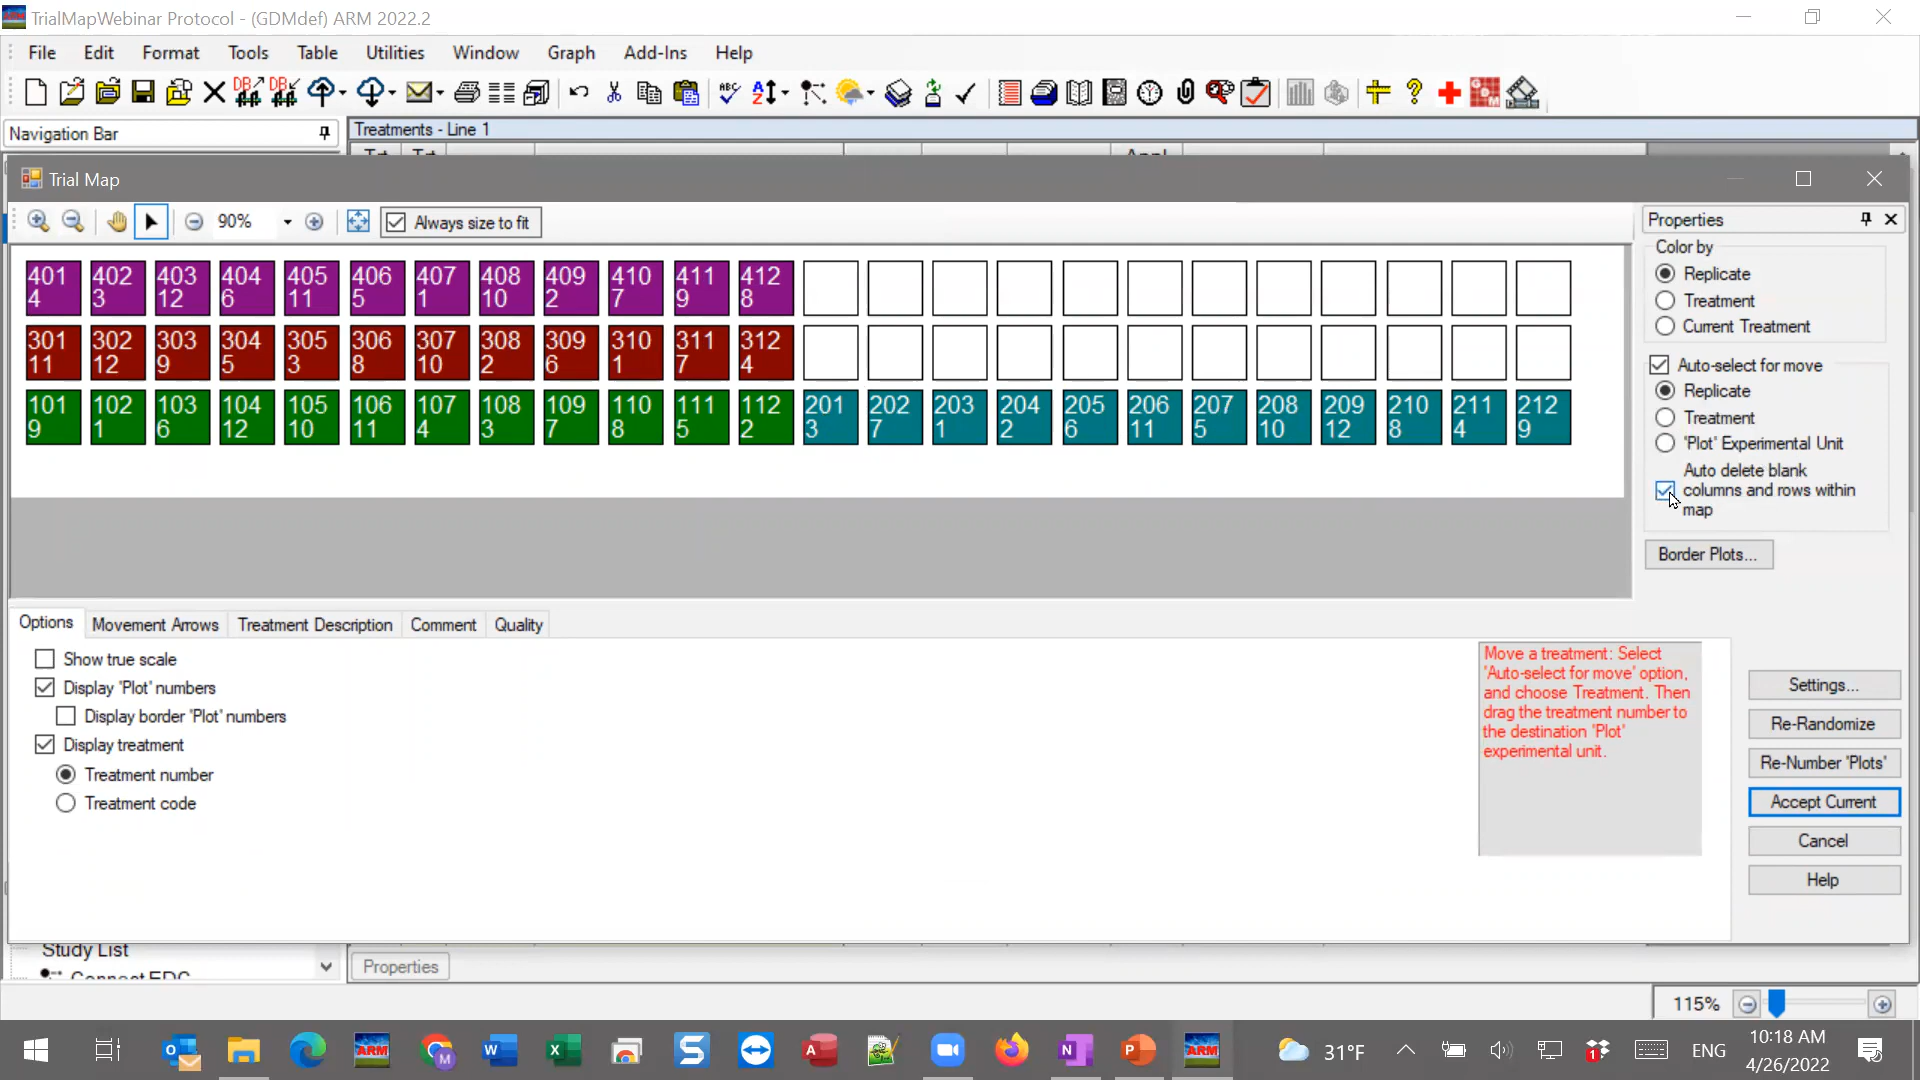 TrialMapWebinar Protocol - (GDMdef) ARM 2022.2
File Edit Format Tools Table Utilities Window Graph Add-Ins Help
Navigation Bar
Treatments - Line 1
Trt Trt Appl
Trial Map
90%
Always size to fit
401 402 403 404 405 406 407 408 409 410 411 412
4 3 12 6 11 5 1 10 2 7 9 8
301 302 303 304 305 306 307 308 309 310 311 312
11 12 9 5 3 8 10 2 6 1 7 4
101 102 103 104 105 106 107 108 109 110 111 112 201 202 203 204 205 206 207 208 209 210 211 212
9 1 6 12 10 11 4 3 7 8 5 2 3 7 1 2 6 11 5 10 12 8 4 9
Properties
Color by
Replicate
Treatment
Current Treatment
Auto-select for move
Replicate
Treatment
'Plot' Experimental Unit
Auto delete blank
columns and rows within
map
Border Plots...
Options Movement Arrows Treatment Description Comment Quality
Show true scale
Display 'Plot' numbers
Display border 'Plot' numbers
Display treatment
Treatment number
Treatment code
Move a treatment: Select
'Auto-select for move' option,
and choose Treatment. Then
drag the treatment number to
the destination 'Plot'
experimental unit.
Settings...
Re-Randomize
Re-Number 'Plots'
Accept Current
Cancel
Help
Study List
Connect EDC
Properties
115%
31°F
ENG
10:18 AM
4/26/2022